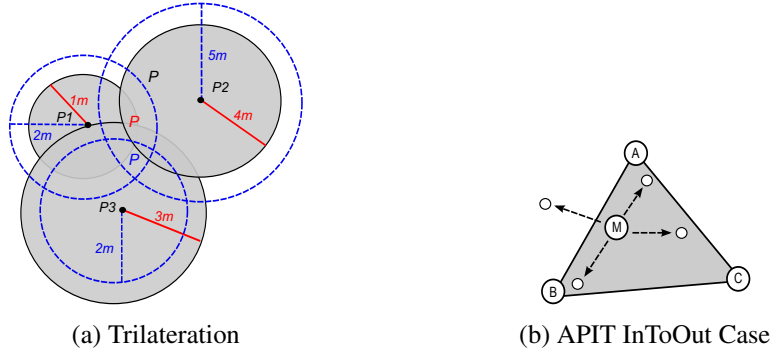 5m
P
P2
1m
P1
P
4m
2m
P
P3
3m
2m
A
M
B
C
(a) Trilateration
(b) APIT InToOut Case